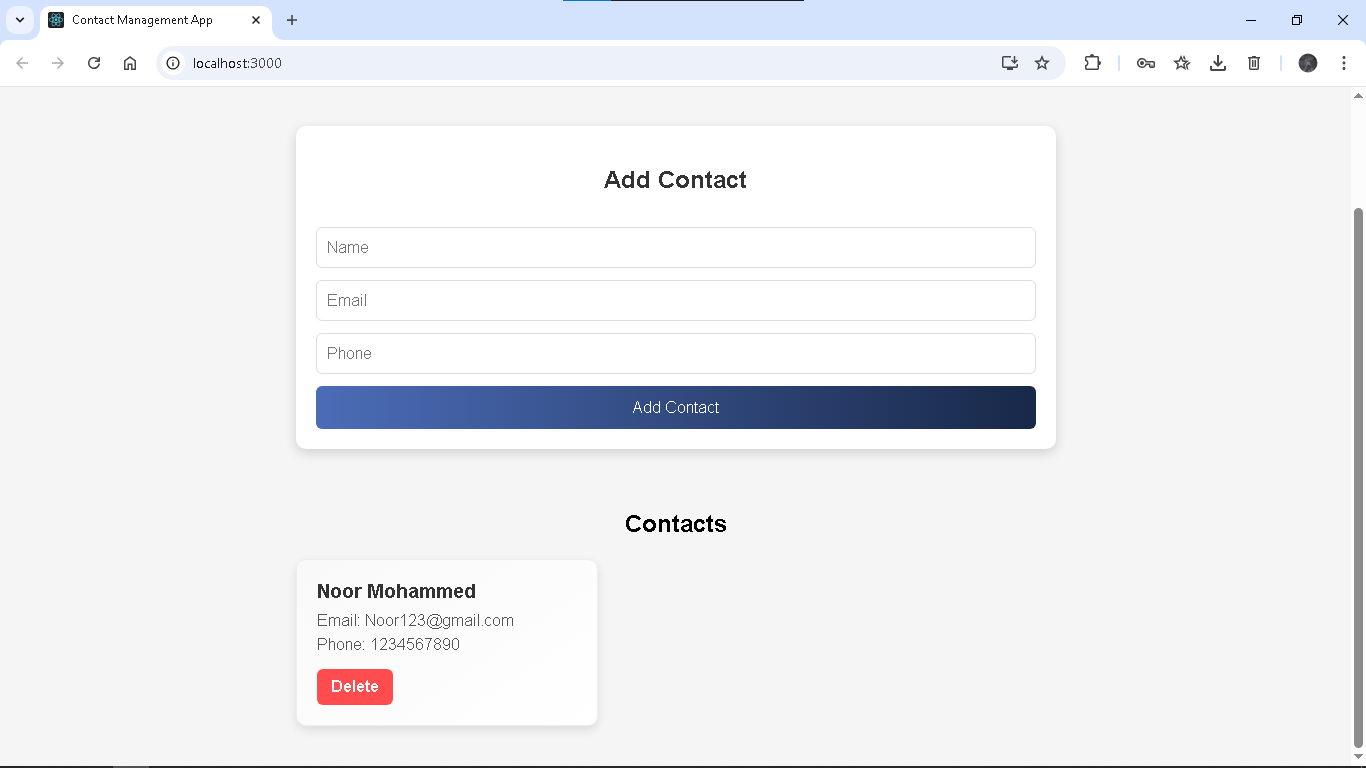 Contact Management App
localhost:3000
Add Contact
Name
Email
Phone
Add Contact
Contacts
Noor Mohammed
Email: Noor123@gmail.com
Phone: 1234567890
Delete